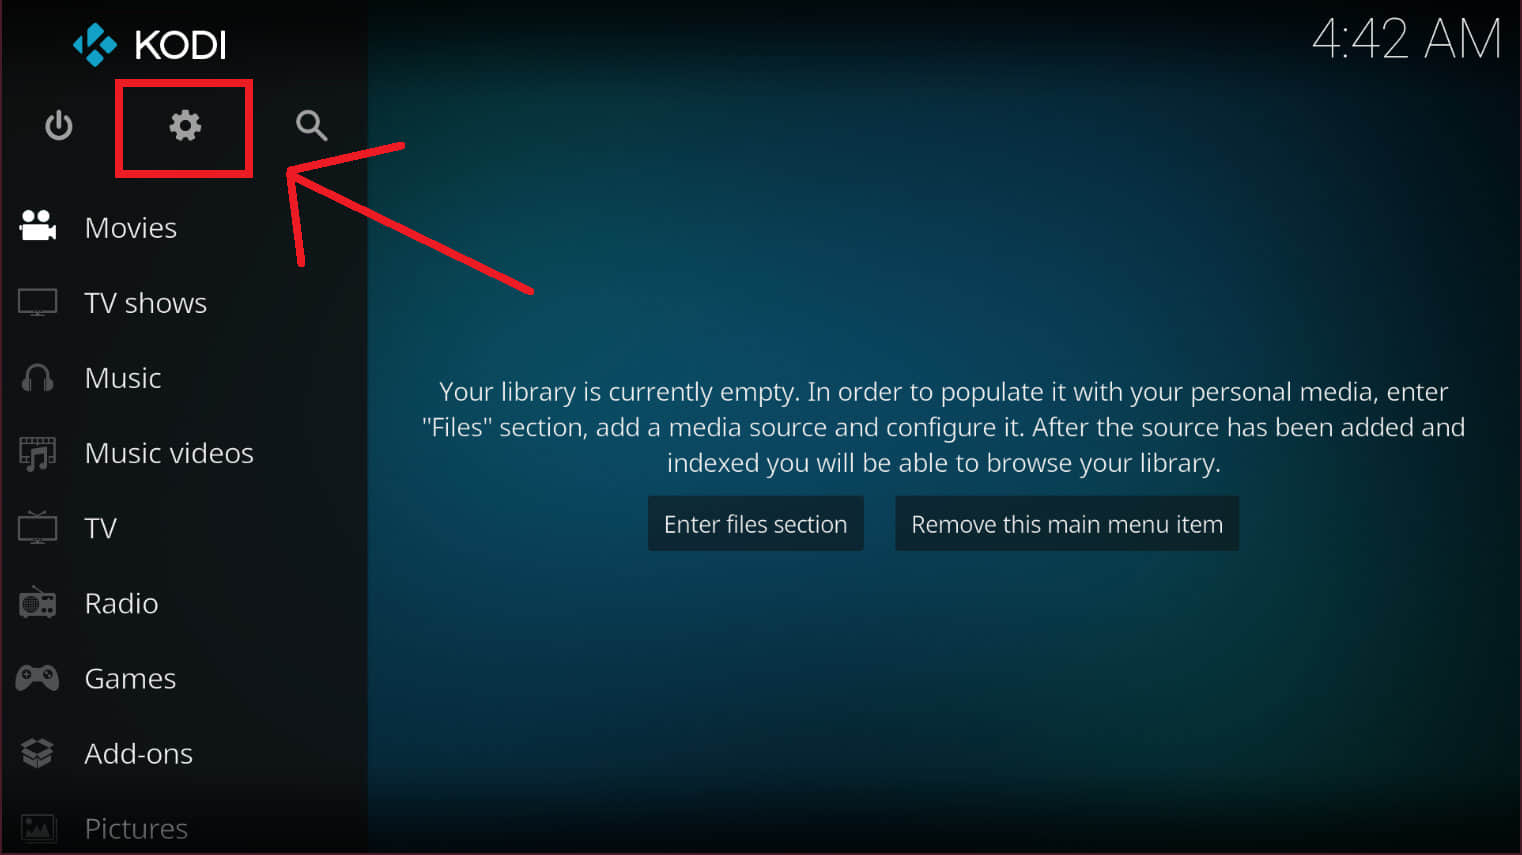 KODI
4:42 AM
Movies
TV shows
Music
Music videos
TV
Radio
Games
Add-ons
Pictures
Your library is currently empty. In order to populate it with your personal media, enter
"Files" section, add a media source and configure it. After the source has been added and
indexed you will be able to browse your library.
Enter files section
Remove this main menu item